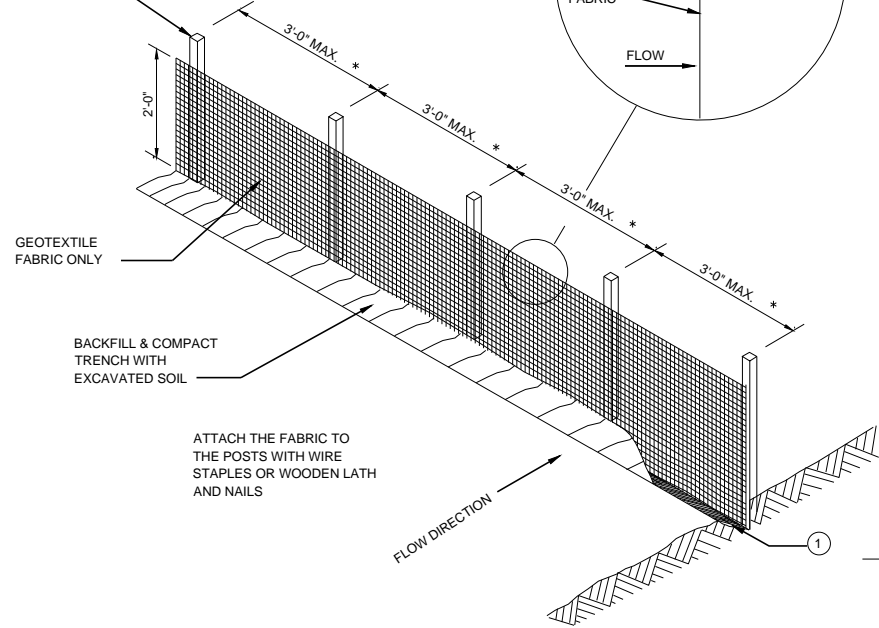 FABRIC
FLOW
3'-0" MAX. *
3'-0" MAX. *
3'-0" MAX. *
3'-0" MAX. *
2'-0"
GEOTEXTILE
FABRIC ONLY
BACKFILL & COMPACT
TRENCH WITH
EXCAVATED SOIL
ATTACH THE FABRIC TO
THE POSTS WITH WIRE
STAPLES OR WOODEN LATH
AND NAILS
FLOW DIRECTION
1